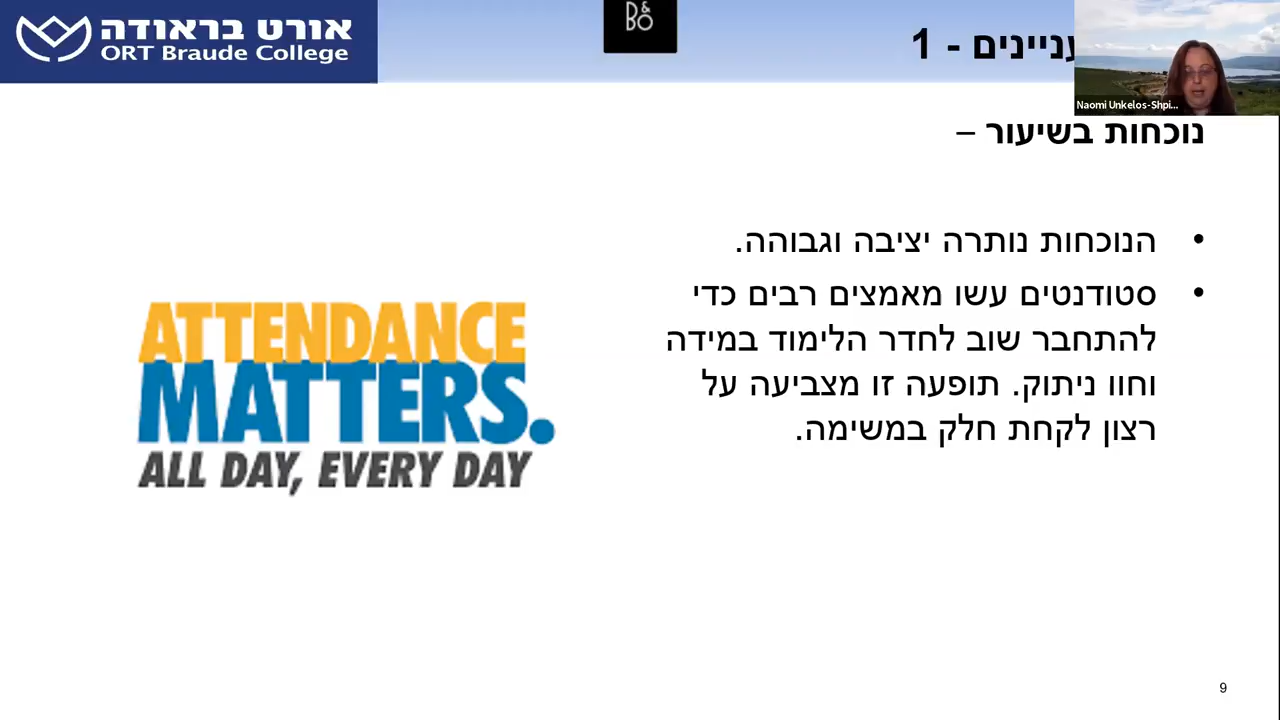 אורט בראודה
ORT Braude College
B&BO
עניינים - 1
Naomi Unkelos-Shpi...
נוכחות בשיעור –
• הנוכחות נותרה יציבה וגבוהה.
• סטודנטים עשו מאמצים רבים כדי
להתחבר שוב לחדר הלימוד במידה
וחוו ניתוק. תופעה זו מצביעה על
רצון לקחת חלק במשימה.
ATTENDANCE
MATTERS.
ALL DAY, EVERY DAY
9